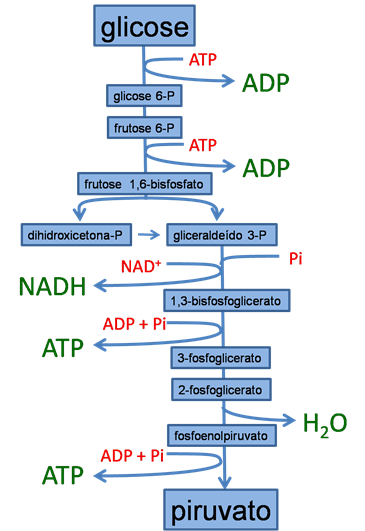 glicose
ATP
ADP
glicose 6-P
frutose 6-P
ATP
ADP
frutose 1,6-bisfosfato
dihidroxicetona-P
gliceraldeído 3-P
NAD⁺
Pi
NADH
1,3-bisfosfoglicerato
ADP + Pi
ATP
3-fosfoglicerato
2-fosfoglicerato
H₂O
fosfoenolpiruvato
ADP + Pi
ATP
piruvato